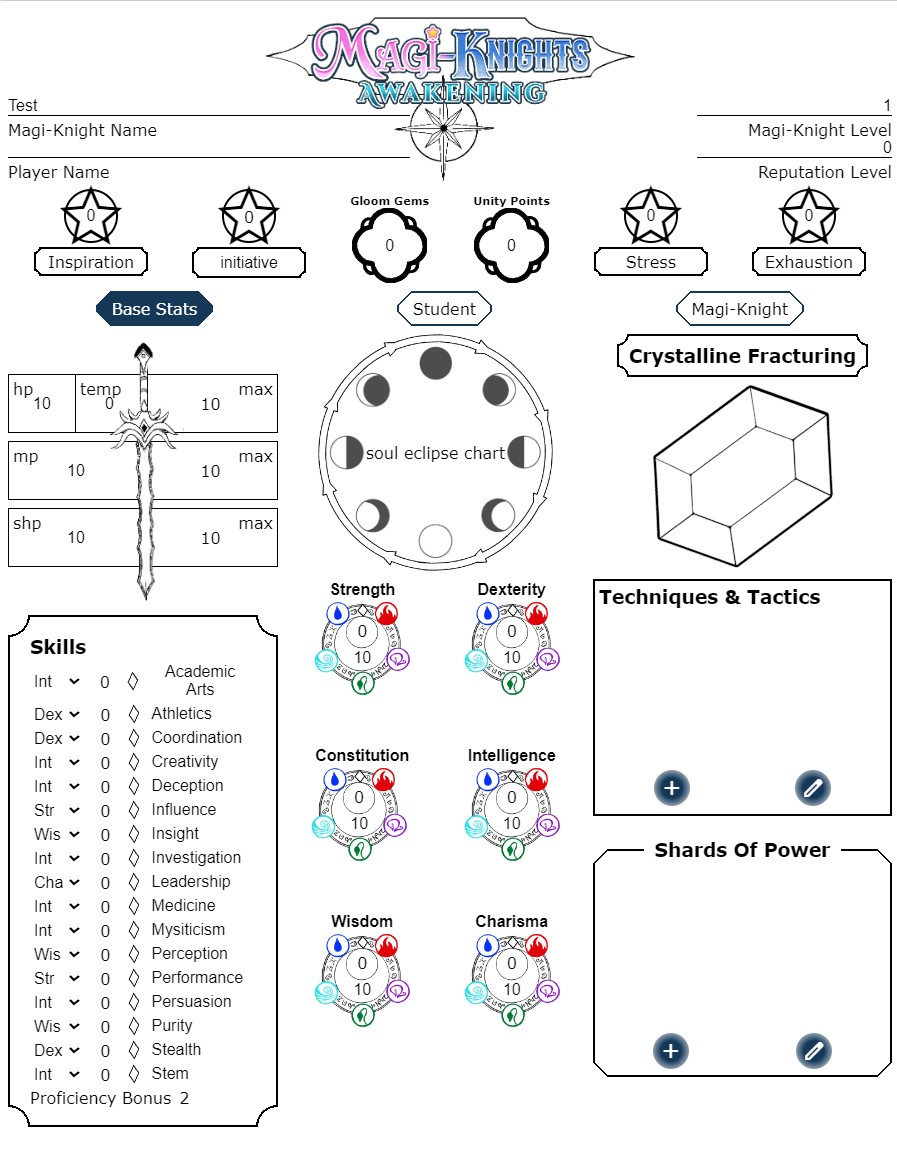 MAGI-KNIGHTS
AWAKENING
Test 1
Magi-Knight Name Magi-Knight Level
0
Player Name Reputation Level
0 0 Gloom Gems Unity Points 0 0
0 0
Inspiration initiative Stress Exhaustion
Base Stats Student Magi-Knight
Crystalline Fracturing
hp temp max
10 0 10
mp max
10 10
soul eclipse chart
shp max
10 10
Strength Dexterity
0 0
10 10
Constitution Intelligence
0 0
10 10
Wisdom Charisma
0 0
10 10
Techniques & Tactics
+
Shards Of Power
+
Skills
Int 0 Academic
Arts
Dex 0 Athletics
Dex 0 Coordination
Int 0 Creativity
Int 0 Deception
Str 0 Influence
Wis 0 Insight
Int 0 Investigation
Cha 0 Leadership
Int 0 Medicine
Int 0 Mysiticism
Wis 0 Perception
Str 0 Performance
Int 0 Persuasion
Wis 0 Purity
Dex 0 Stealth
Int 0 Stem
Proficiency Bonus 2